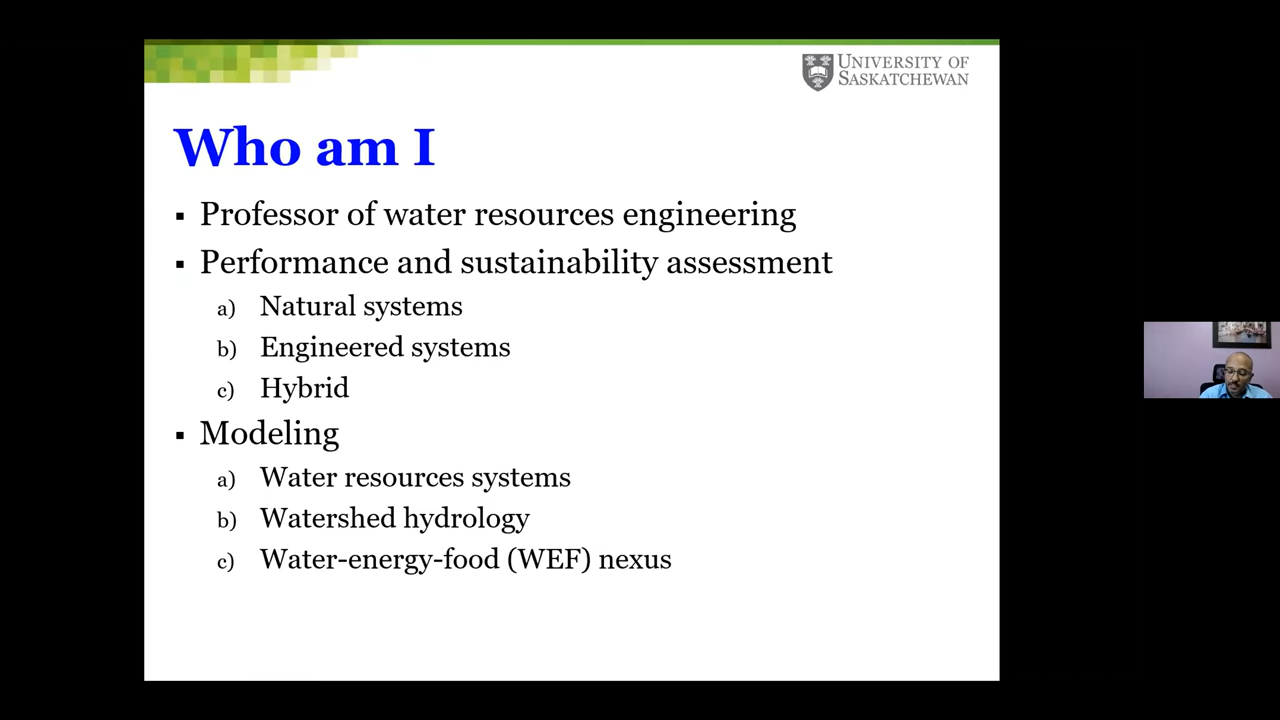 UNIVERSITY OF
SASKATCHEWAN
Who am I
▪ Professor of water resources engineering
▪ Performance and sustainability assessment
a) Natural systems
b) Engineered systems
c) Hybrid
▪ Modeling
a) Water resources systems
b) Watershed hydrology
c) Water-energy-food (WEF) nexus